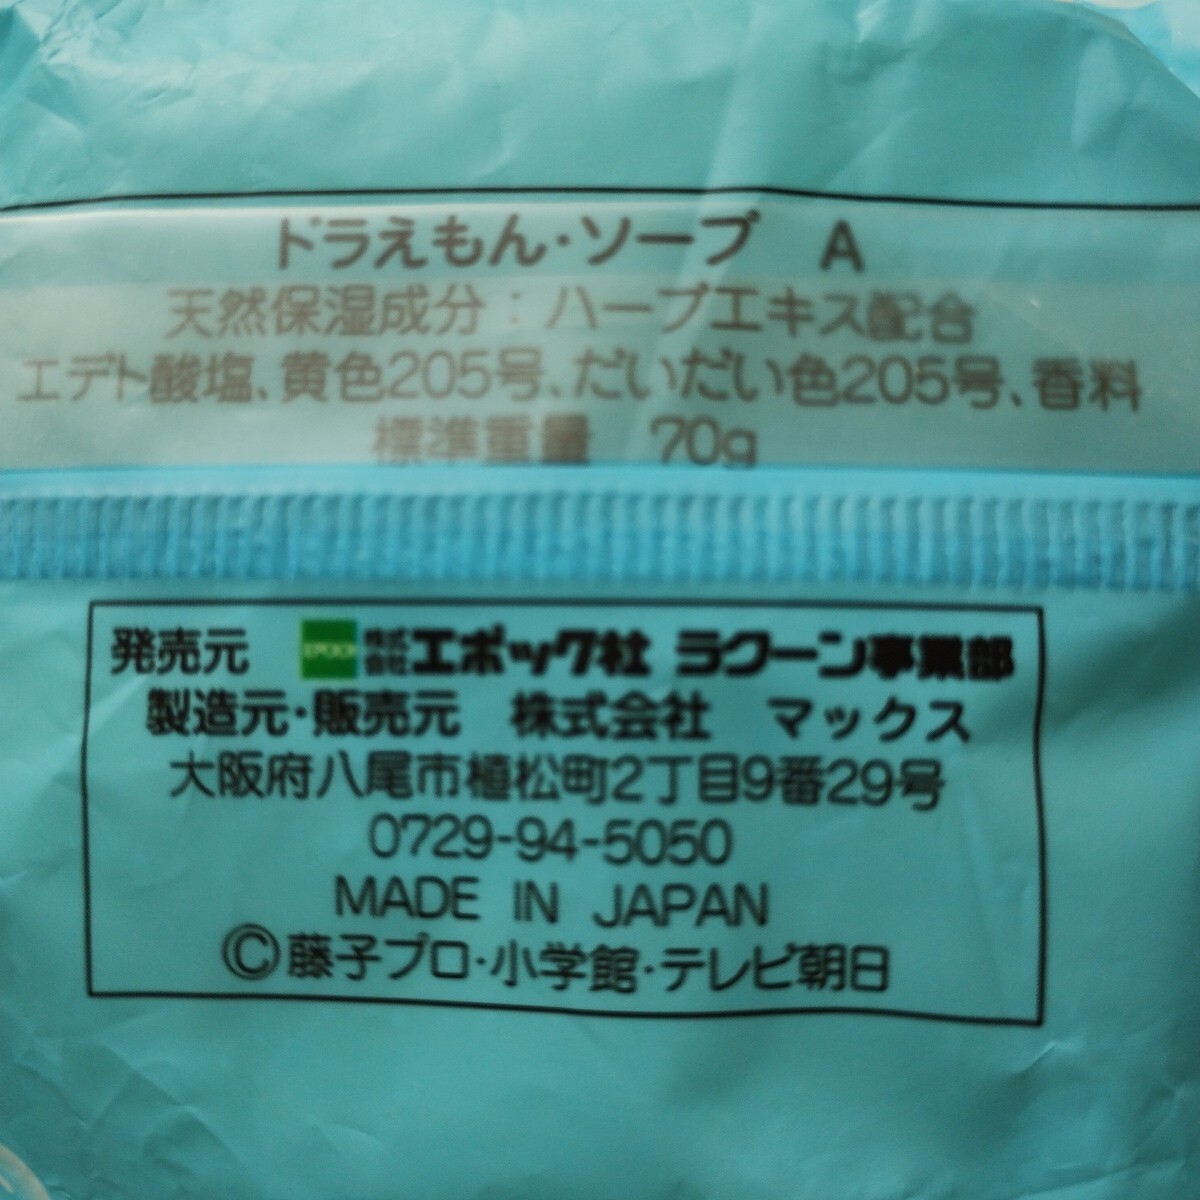 ドラえもん・ソープ A
天然保湿成分：ハーブエキス配合
エデト酸塩、黄色205号、だいだい色205号、香料
標準重量 70g
発売元 EPOCH 株式会社エポック社 ラクーン事業部
製造元・販売元 株式会社 マックス
大阪府八尾市植松町2丁目9番29号
0729-94-5050
MADE IN JAPAN
©藤子プロ・小学館・テレビ朝日